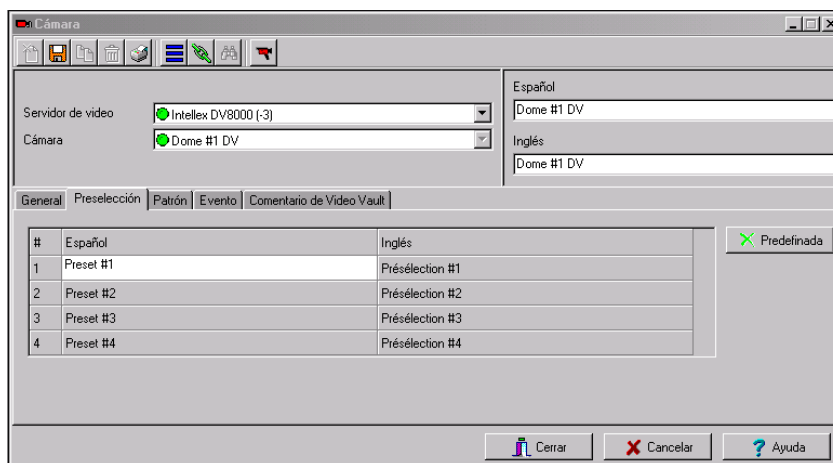 Cámara
Español
Servidor de video Intellex DV8000 (-3) Dome #1 DV
Cámara Dome #1 DV Inglés
Dome #1 DV
General Preselección Patrón Evento Comentario de Video Vault
# Español Inglés Predefinada
1 Preset #1 Présélection #1
2 Preset #2 Présélection #2
3 Preset #3 Présélection #3
4 Preset #4 Présélection #4
Cerrar Cancelar Ayuda